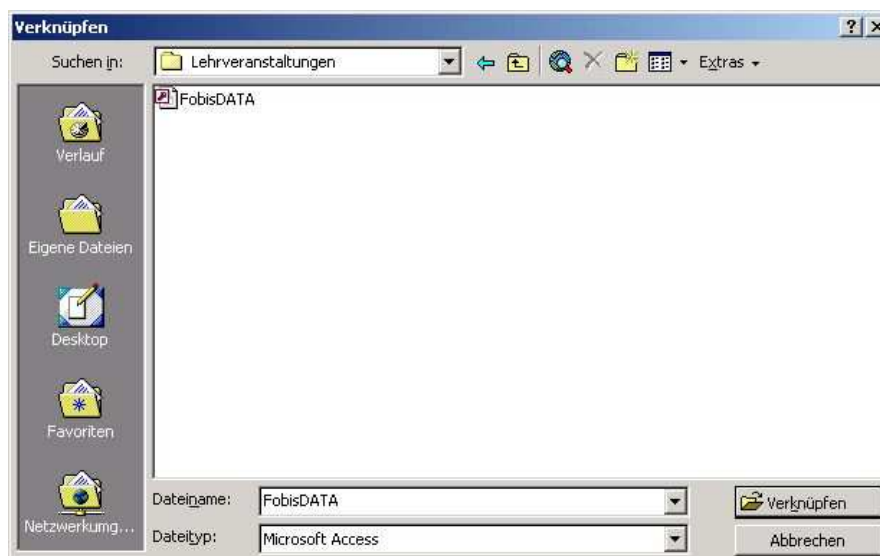 Verknüpfen
Suchen in:
Lehrveranstaltungen
Extras
FobisDATA
Verlauf
Eigene Dateien
Desktop
Favoriten
Netzwerkumg...
Dateiname:
FobisDATA
Verknüpfen
Dateityp:
Microsoft Access
Abbrechen